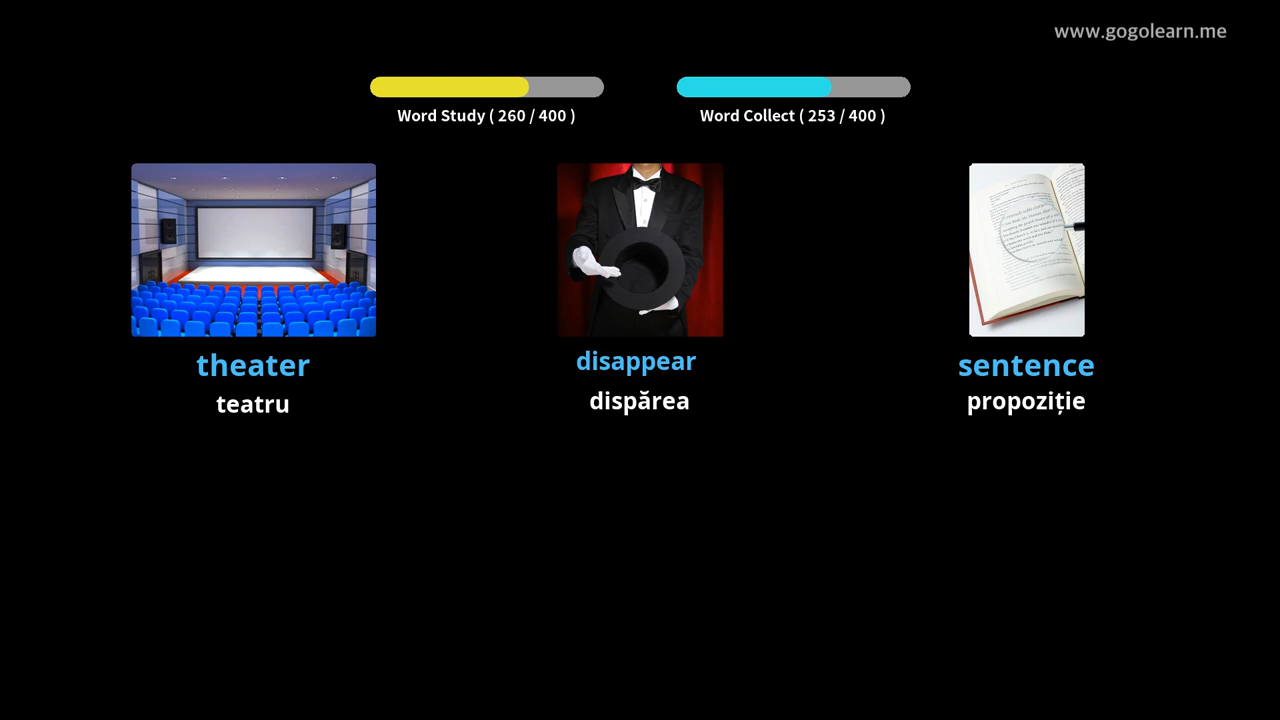 www.gogolearn.me
Word Study ( 260 / 400 )
Word Collect ( 253 / 400 )
theater
disappear
sentence
teatru
dispărea
propoziție